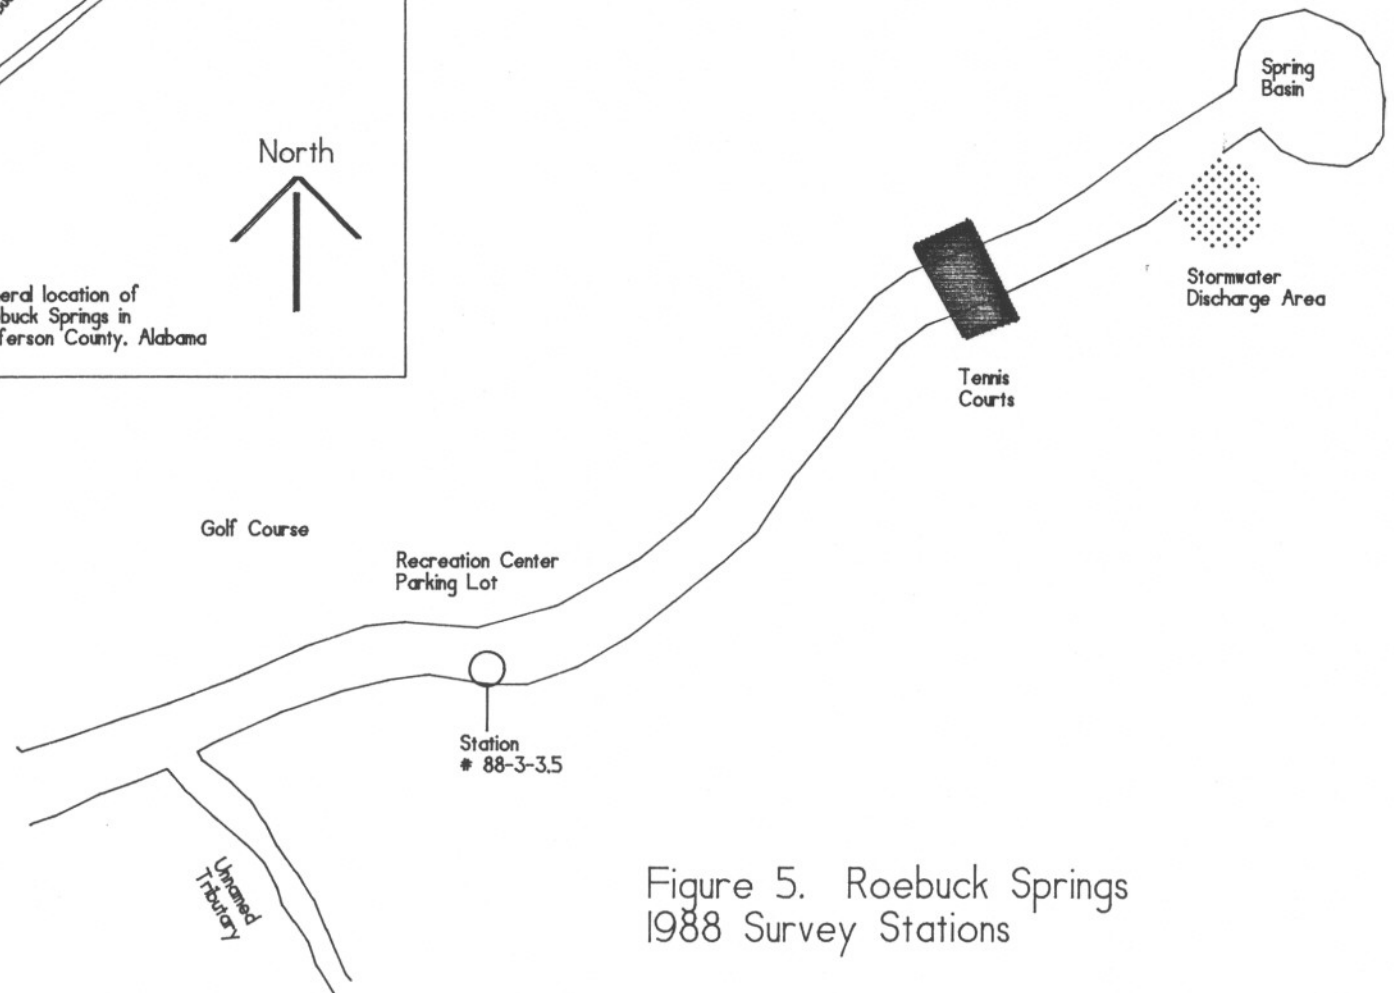 North
eral location of
buck Springs in
ferson County, Alabama
Spring
Basin
Stormwater
Discharge Area
Tennis
Courts
Golf Course
Recreation Center
Parking Lot
Station
# 88-3-3.5
Unnamed
Tributary
Figure 5. Roebuck Springs
1988 Survey Stations